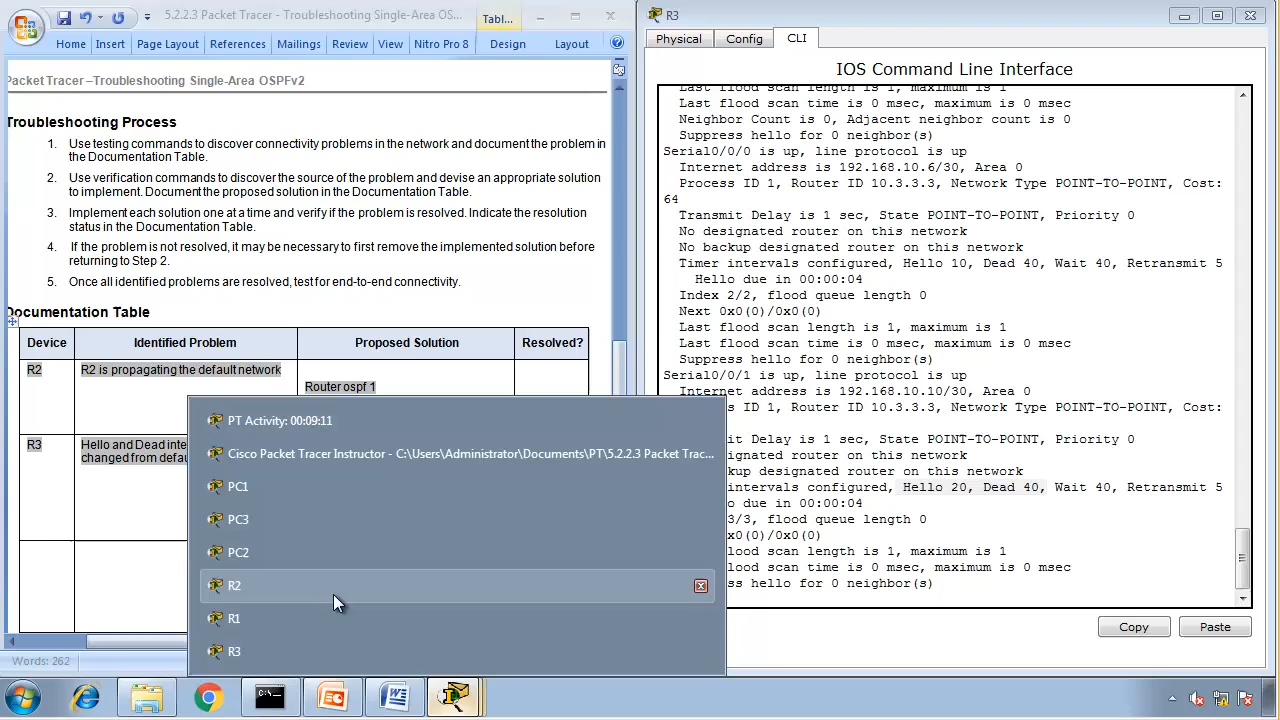 5.2.2.3 Packet Tracer - Troubleshooting Single-Area OS...
Tabl...
Home Insert Page Layout References Mailings Review View Nitro Pro 8 Design Layout
Packet Tracer –Troubleshooting Single-Area OSPFv2
Troubleshooting Process
1. Use testing commands to discover connectivity problems in the network and document the problem in
the Documentation Table.
2. Use verification commands to discover the source of the problem and devise an appropriate solution
to implement. Document the proposed solution in the Documentation Table.
3. Implement each solution one at a time and verify if the problem is resolved. Indicate the resolution
status in the Documentation Table.
4. If the problem is not resolved, it may be necessary to first remove the implemented solution before
returning to Step 2.
5. Once all identified problems are resolved, test for end-to-end connectivity.
Documentation Table
Device Identified Problem Proposed Solution Resolved?
R2 R2 is propagating the default network
Router ospf 1
R3 Hello and Dead inte
changed from defau
Words: 262
PT Activity: 00:09:11
Cisco Packet Tracer Instructor - C:\Users\Administrator\Documents\PT\5.2.2.3 Packet Trac...
PC1
PC3
PC2
R2
R1
R3
R3
Physical Config CLI
IOS Command Line Interface
Last flood scan length is 1, maximum is 1
Last flood scan time is 0 msec, maximum is 0 msec
Neighbor Count is 0, Adjacent neighbor count is 0
Suppress hello for 0 neighbor(s)
Serial0/0/0 is up, line protocol is up
Internet address is 192.168.10.6/30, Area 0
Process ID 1, Router ID 10.3.3.3, Network Type POINT-TO-POINT, Cost:
64
Transmit Delay is 1 sec, State POINT-TO-POINT, Priority 0
No designated router on this network
No backup designated router on this network
Timer intervals configured, Hello 10, Dead 40, Wait 40, Retransmit 5
Hello due in 00:00:04
Index 2/2, flood queue length 0
Next 0x0(0)/0x0(0)
Last flood scan length is 1, maximum is 1
Last flood scan time is 0 msec, maximum is 0 msec
Suppress hello for 0 neighbor(s)
Serial0/0/1 is up, line protocol is up
Internet address is 192.168.10.10/30, Area 0
s ID 1, Router ID 10.3.3.3, Network Type POINT-TO-POINT, Cost:
mit Delay is 1 sec, State POINT-TO-POINT, Priority 0
ignated router on this network
kup designated router on this network
intervals configured, Hello 20, Dead 40, Wait 40, Retransmit 5
o due in 00:00:04
3/3, flood queue length 0
x0(0)/0x0(0)
lood scan length is 1, maximum is 1
lood scan time is 0 msec, maximum is 0 msec
ss hello for 0 neighbor(s)
Copy Paste